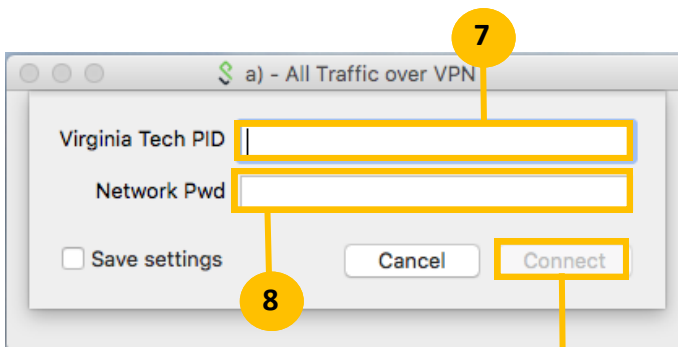 7
a) - All Traffic over VPN
Virginia Tech PID
Network Pwd
Save settings
Cancel
Connect
8